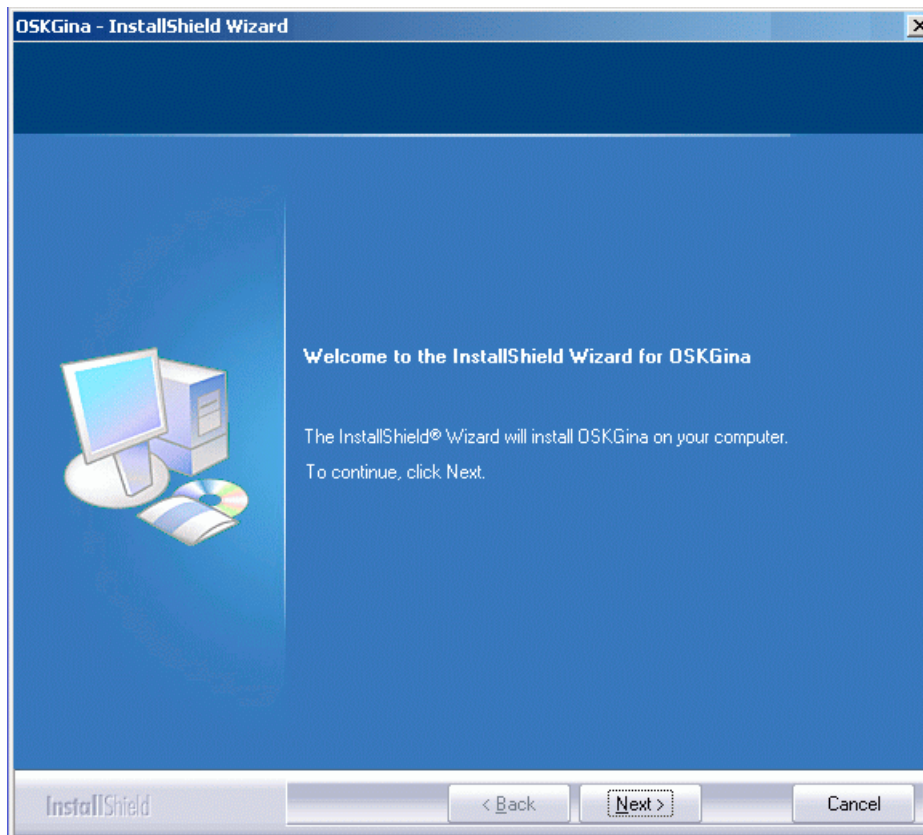 OSKGina - InstallShield Wizard
Welcome to the InstallShield Wizard for OSKGina
The InstallShield® Wizard will install OSKGina on your computer.
To continue, click Next.
InstallShield
< Back
Next >
Cancel